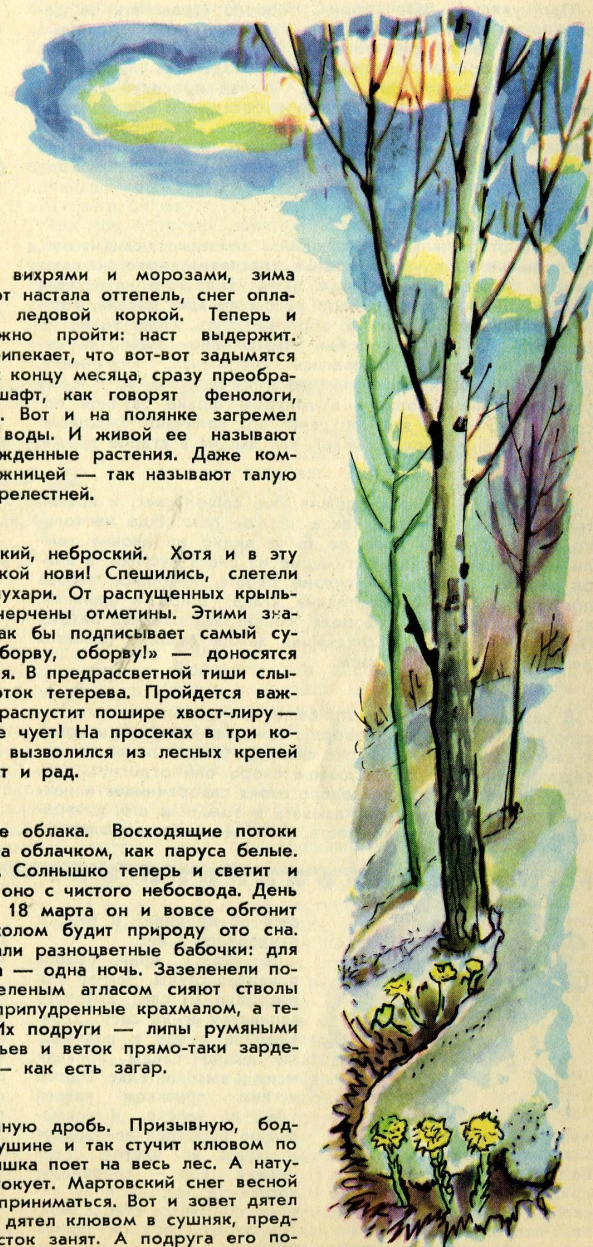 вихрями и морозами, зима
от настала оттепель, снег опла-
ледовой коркой. Теперь и
жно пройти: наст выдержит.
рипекает, что вот-вот задымятся
концу месяца, сразу преобра-
шафт, как говорят фенологи,
. Вот и на полянке загремел
воды. И живой ее называют
жденные растения. Даже ком-
жницей — так называют талую
релестней.
кий, неброский. Хотя и в эту
кой нови! Спешились, слетели
лухари. От распущенных крыль-
черчены отметины. Этими зна-
ак бы подписывает самый су-
борву, оборву!» — доносятся
я. В предрассветной тиши слы-
оток тетерева. Пройдется важ-
распустит пошире хвост-лиру —
е чует! На просеках в три ко-
вызволился из лесных крепей
т и рад.
е облака. Восходящие потоки
а облачком, как паруса белые.
. Солнышко теперь и светит и
оно с чистого небосвода. День
18 марта он и вовсе обгонит
колом будит природу ото сна.
али разноцветные бабочки: для
— одна ночь. Зазеленели по-
еленым атласом сияют стволы
припудренные крахмалом, а те-
Их подруги — липы румяными
ьев и веток прямо-таки зарде-
— как есть загар.
ную дробь. Призывную, бод-
ушине и так стучит клювом по
шка поет на весь лес. А нату-
окует. Мартовский снег весной
приниматься. Вот и зовет дятел
дятел клювом в сушняк, пред-
сток занят. А подруга его по-